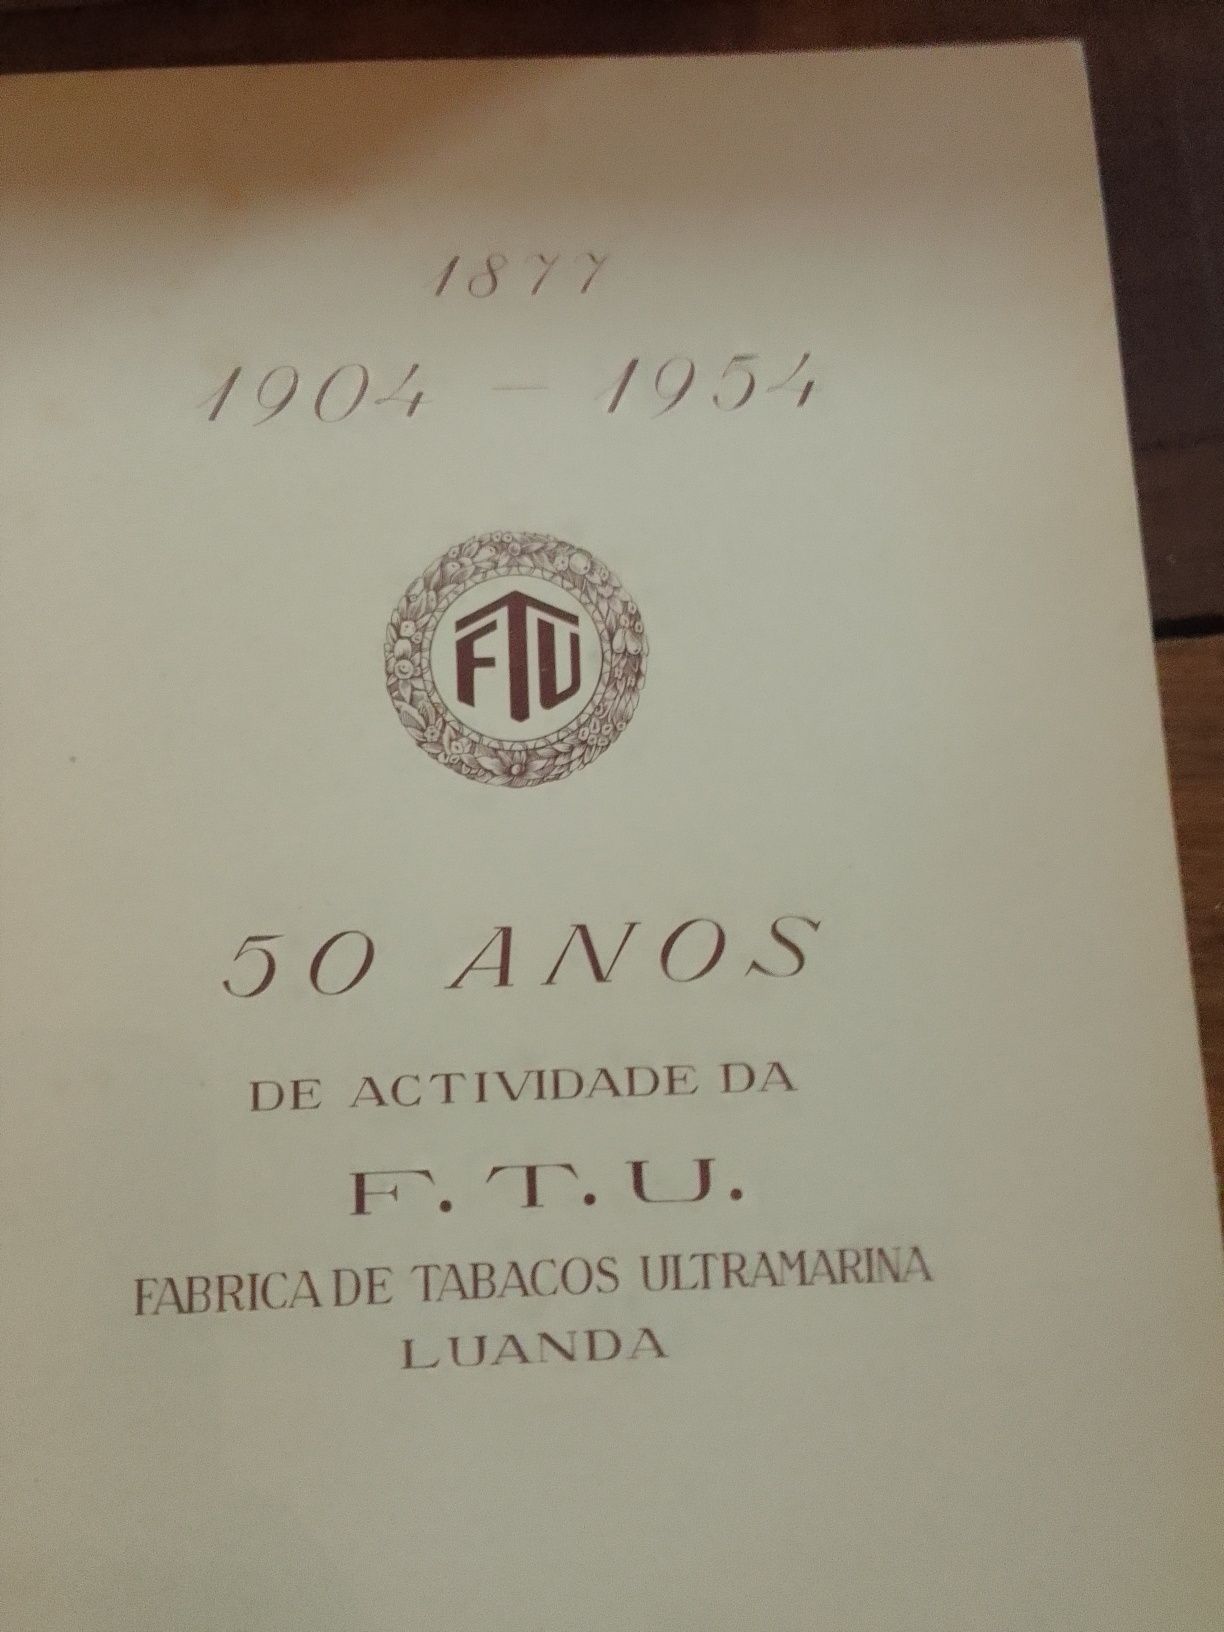 1877
1904 — 1954
FTU
50 ANOS
DE ACTIVIDADE DA
F. T. U.
FABRICA DE TABACOS ULTRAMARINA
LUANDA